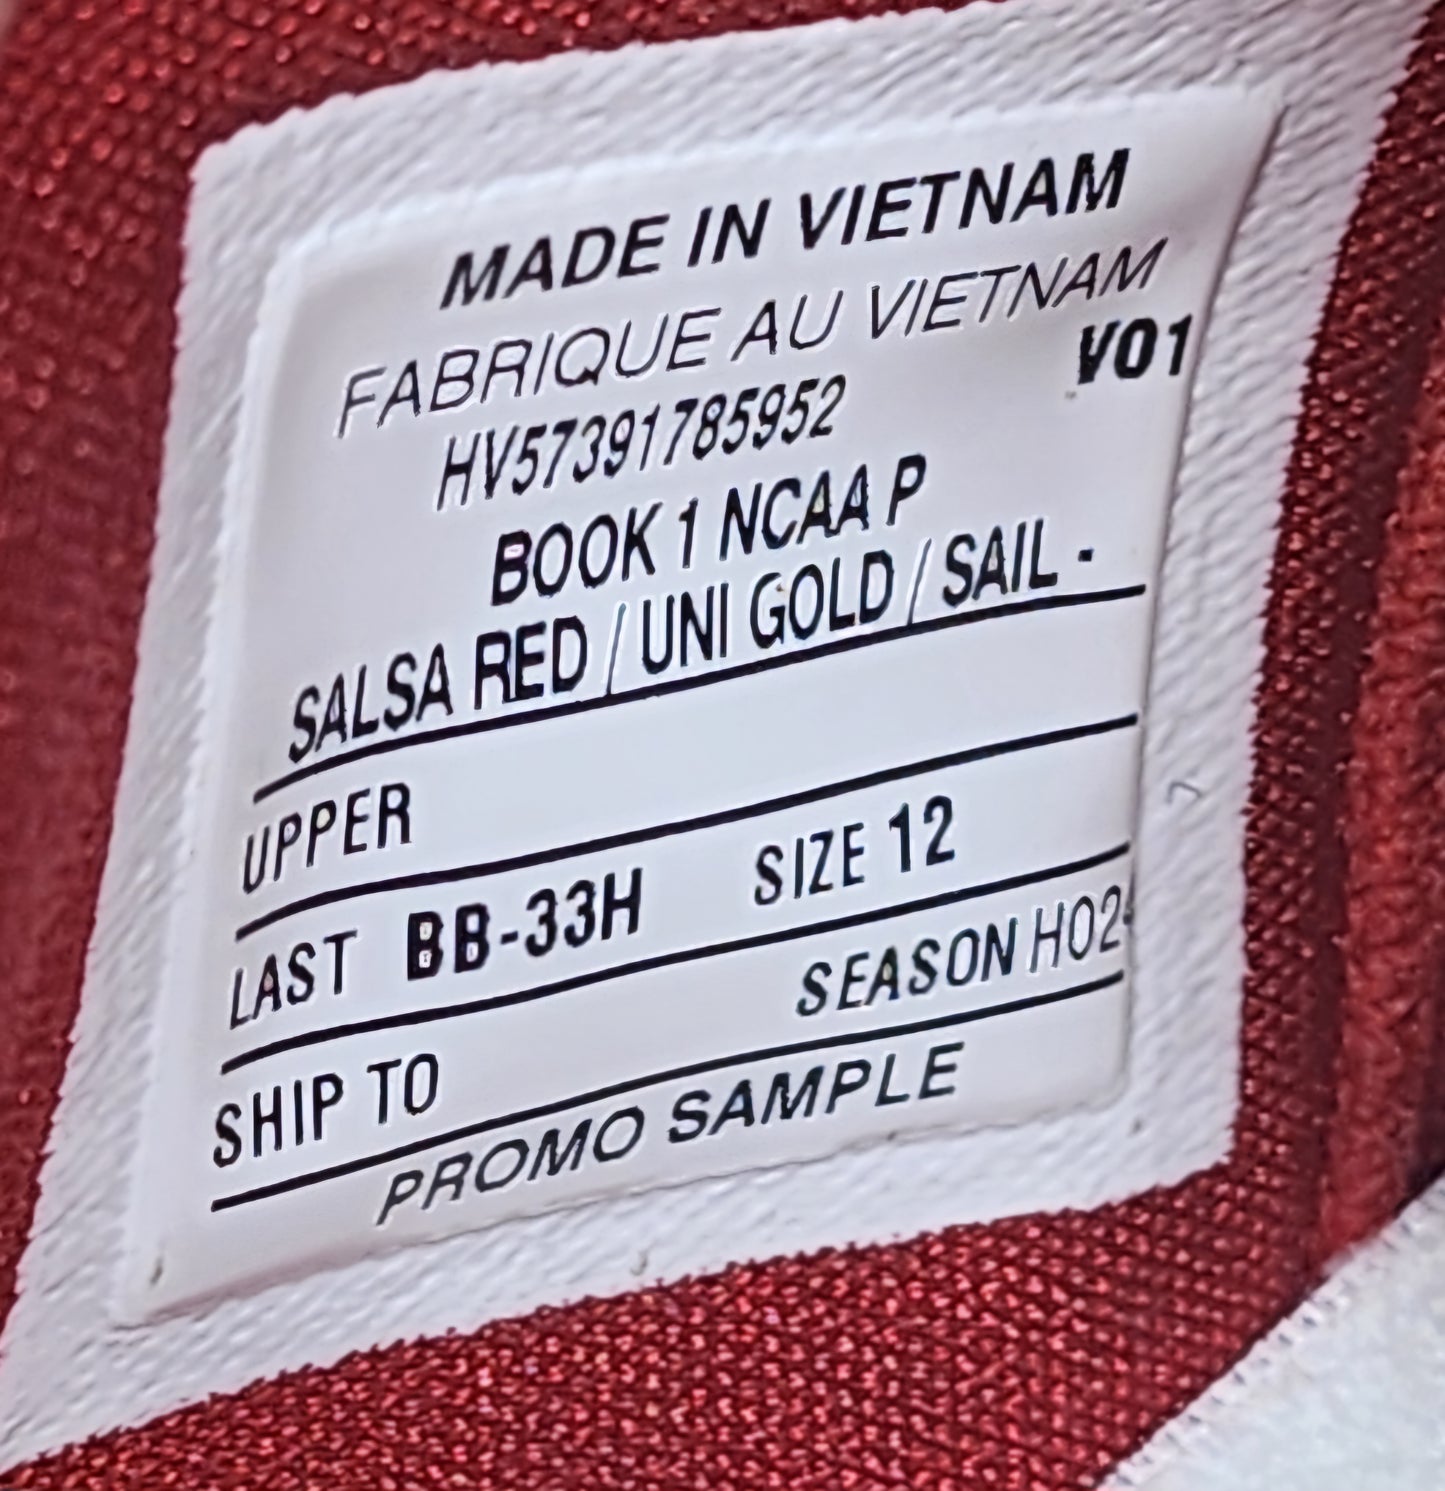 MADE IN VIETNAM
FABRIQUE AU VIETNAM
V01
HV57391785952
BOOK 1 NCAA P
SALSA RED / UNI GOLD / SAIL -
UPPER
LAST BB-33H SIZE 12
SEASON HO2
SHIP TO
PROMO SAMPLE